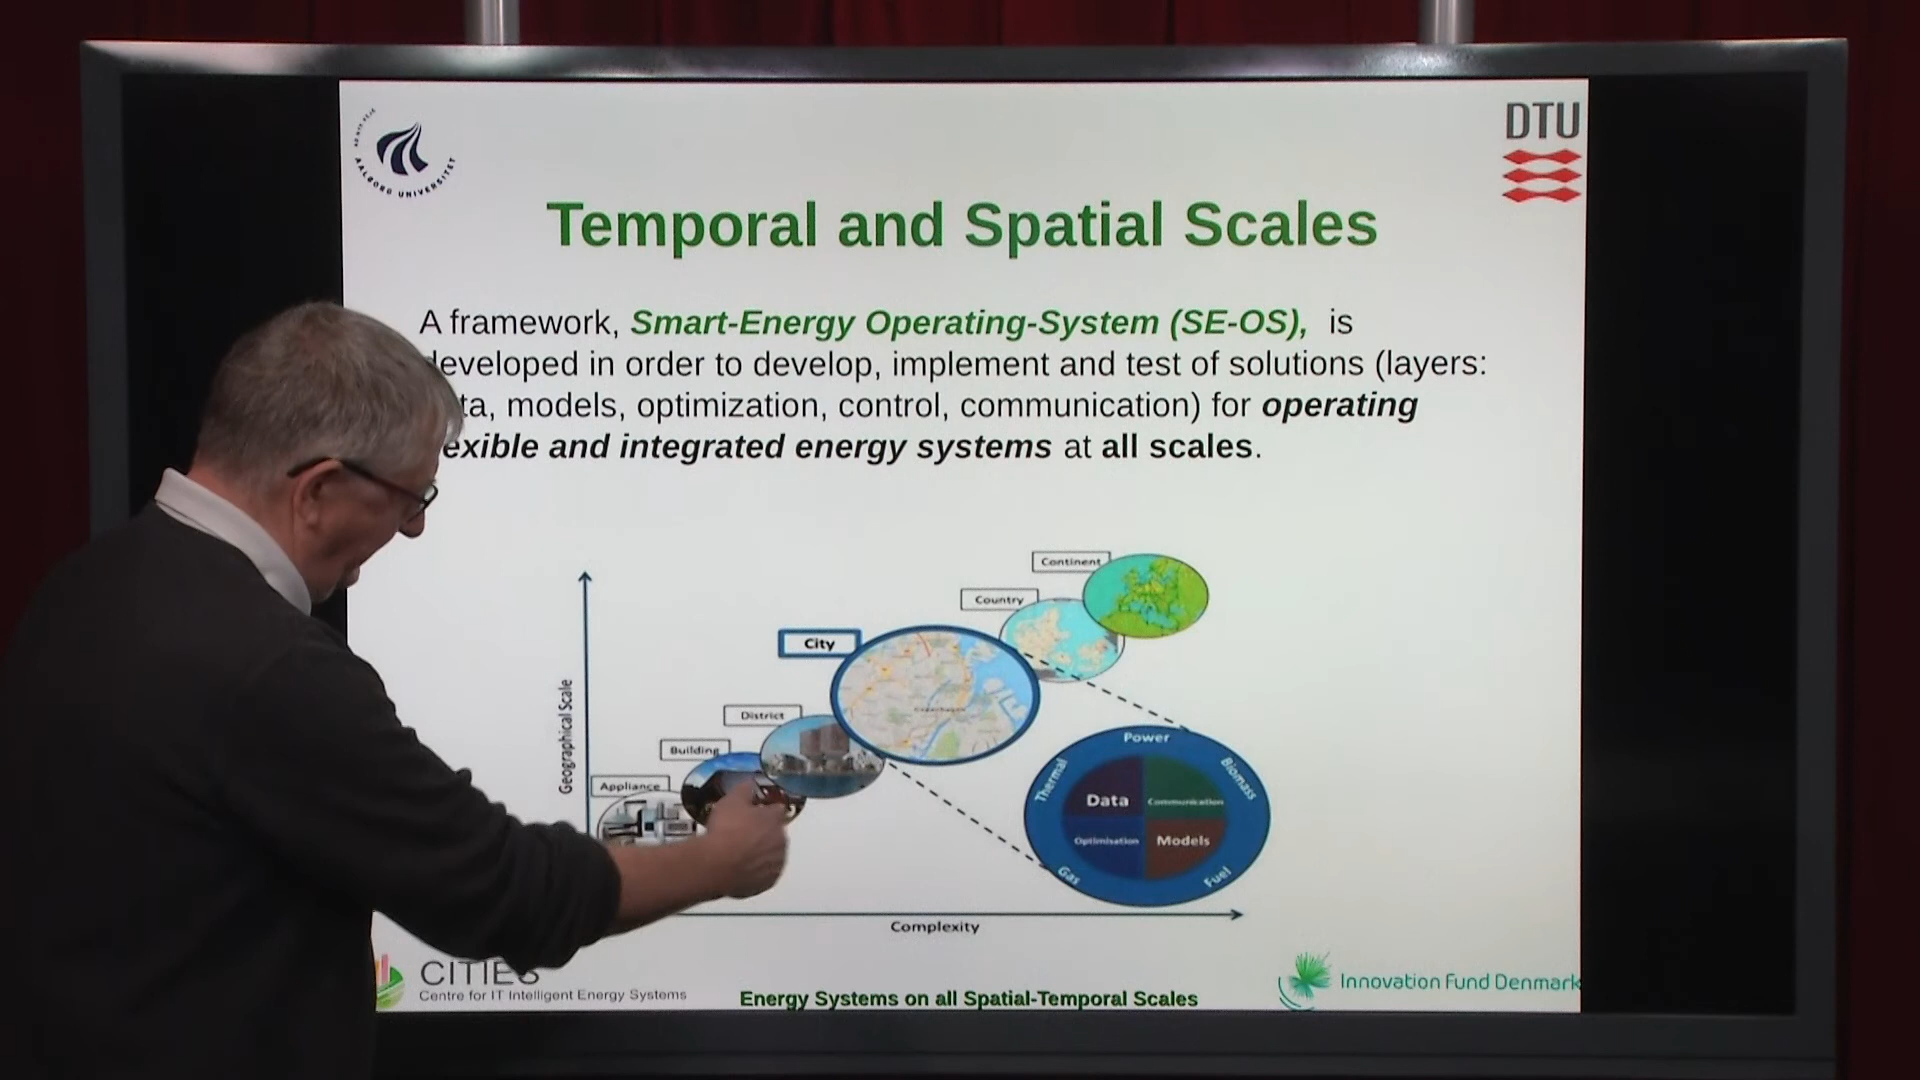 AALBORG UNIVERSITET
DTU
Temporal and Spatial Scales
A framework, Smart-Energy Operating-System (SE-OS), is
developed in order to develop, implement and test of solutions (layers:
ta, models, optimization, control, communication) for operating
exible and integrated energy systems at all scales.
Continent
Country
City
District
Building
Appliance
Geographical Scale
Power
Thermal
Biomass
Data
Communication
Optimisation
Models
Gas
Fuel
Complexity
CITIES
Centre for IT Intelligent Energy Systems
Energy Systems on all Spatial-Temporal Scales
Innovation Fund Denmark